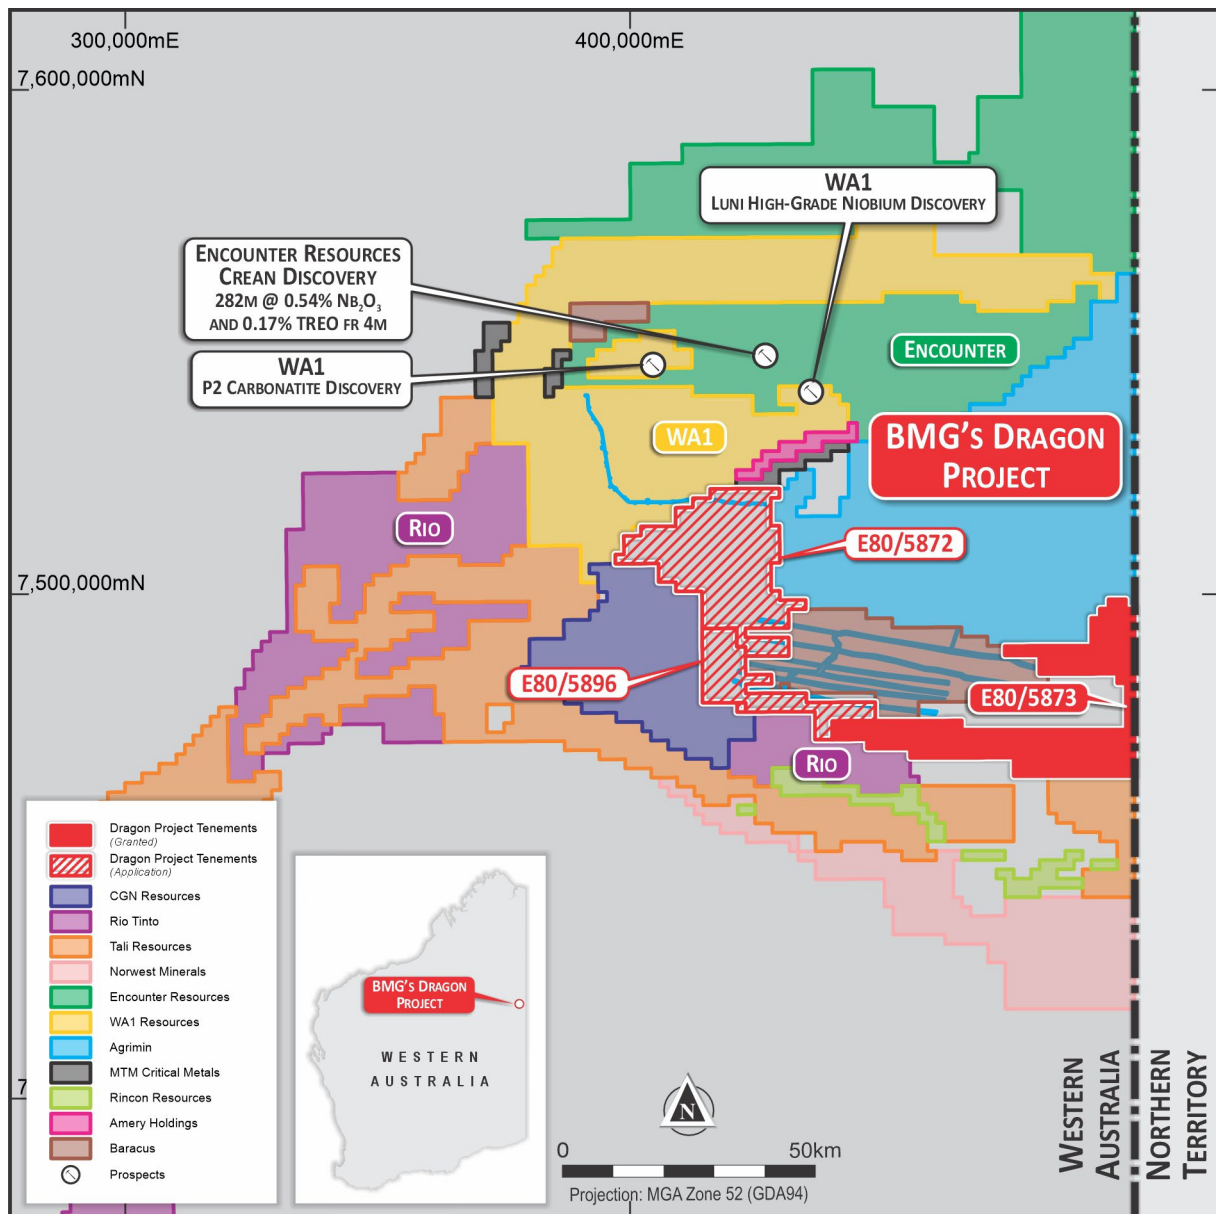 300,000mE
400,000mE
7,600,000mN
WA1
LUNI HIGH-GRADE NIOBIUM DISCOVERY
ENCOUNTER RESOURCES
CREAN DISCOVERY
282M @ 0.54% NB₂O₃
AND 0.17% TREO FR 4M
WA1
P2 CARBONATITE DISCOVERY
ENCOUNTER
WA1
BMG'S DRAGON
PROJECT
RIO
E80/5872
7,500,000mN
E80/5896
E80/5873
RIO
Dragon Project Tenements
(Granted)
Dragon Project Tenements
(Application)
CGN Resources
Rio Tinto
Tali Resources
Norwest Minerals
Encounter Resources
WA1 Resources
Agrimin
MTM Critical Metals
Rincon Resources
Amery Holdings
Baracus
Prospects
7
BMG'S DRAGON
PROJECT
WESTERN
AUSTRALIA
N
0 50km
Projection: MGA Zone 52 (GDA94)
WESTERN
AUSTRALIA
NORTHERN
TERRITORY